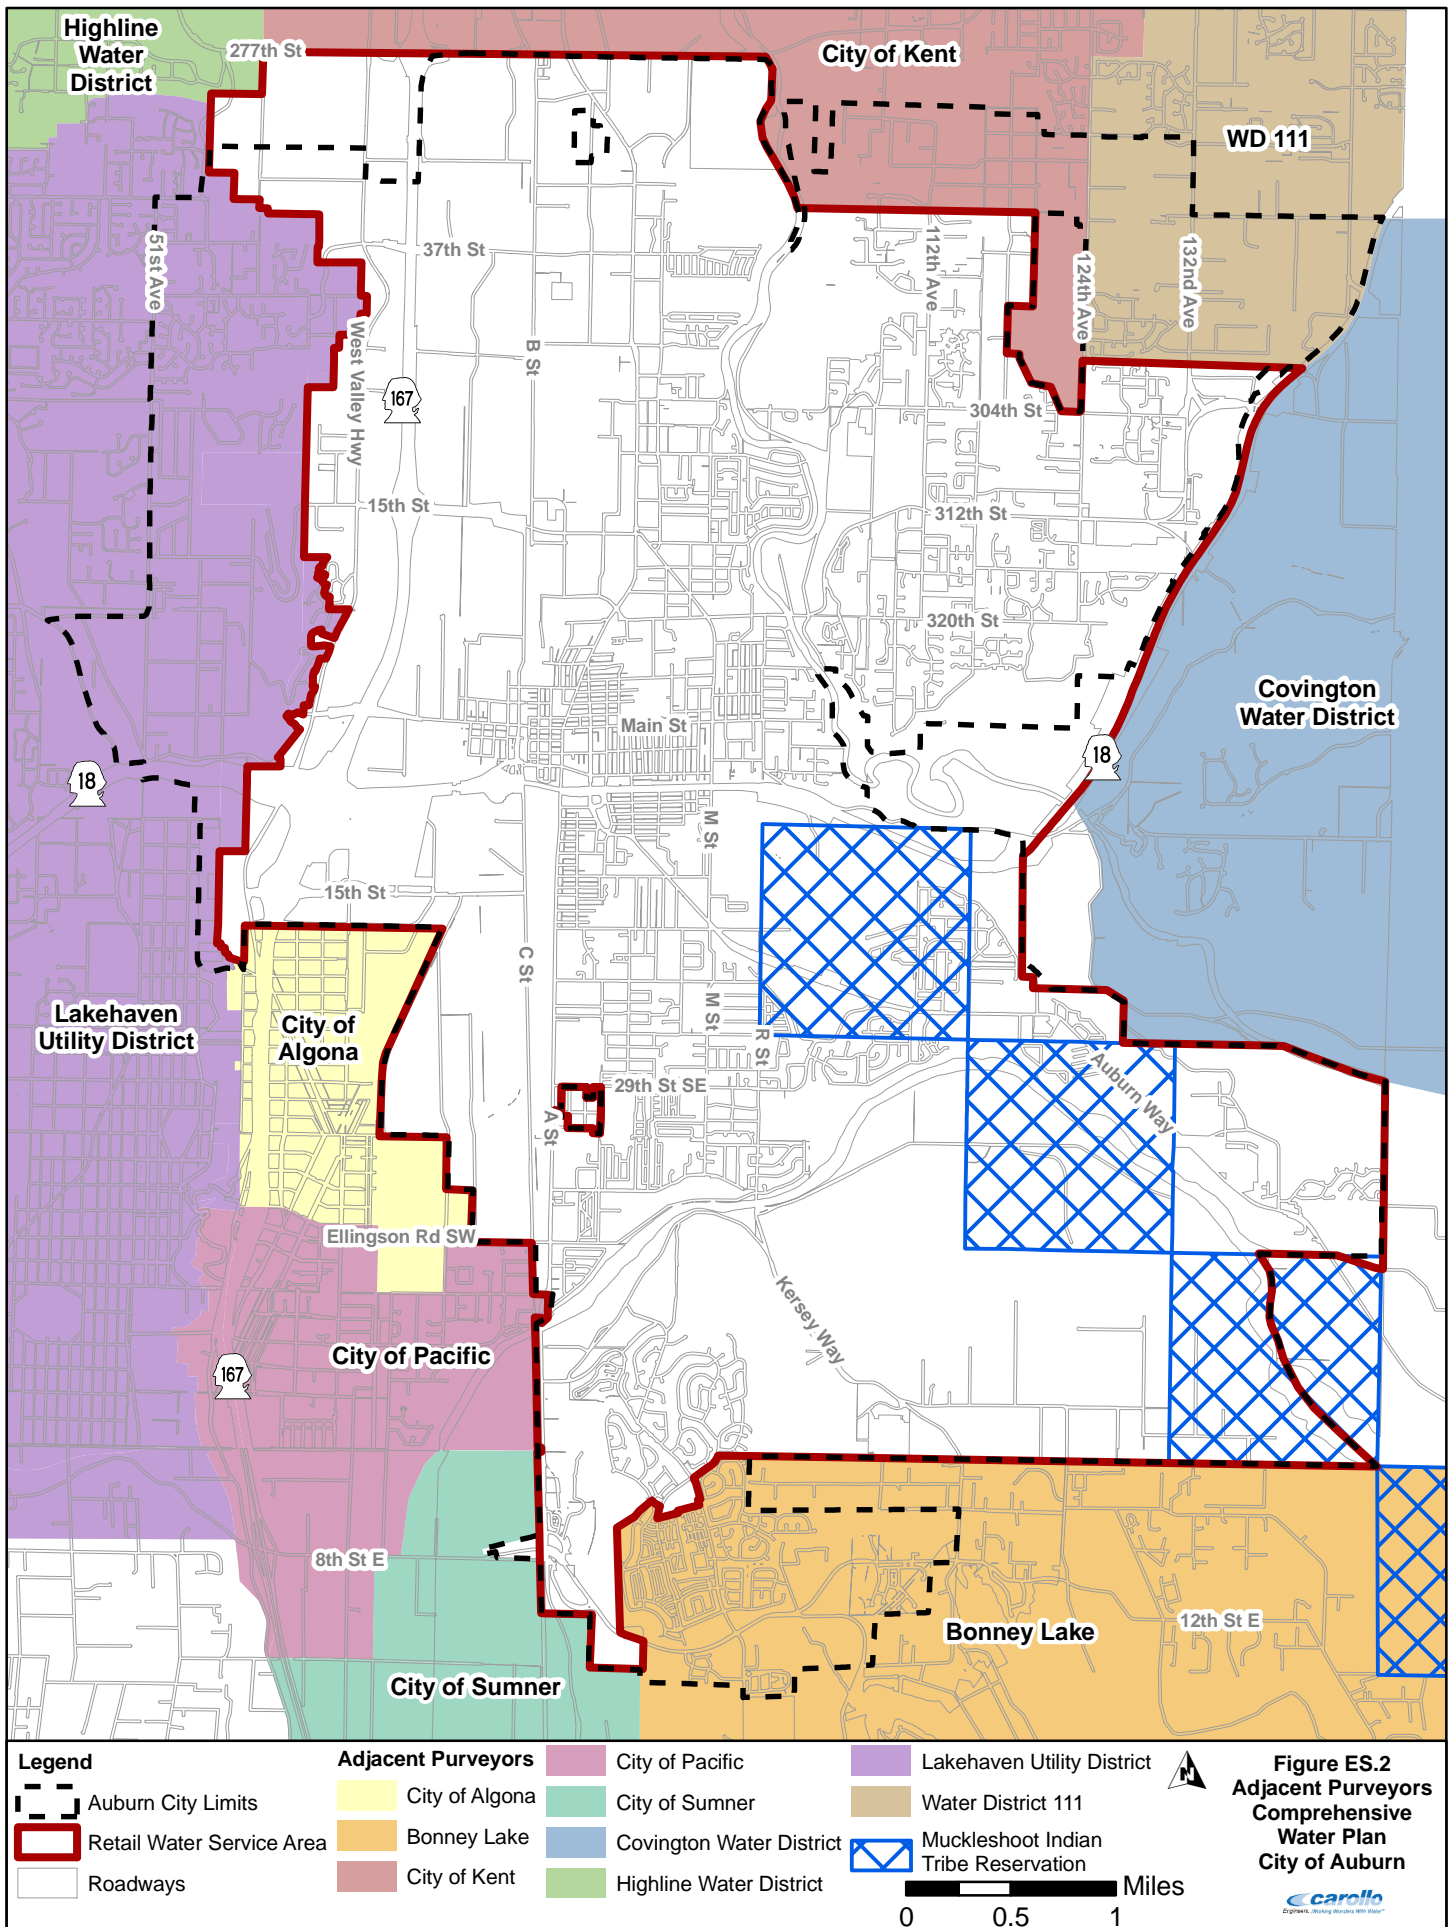 Highline
Water
District
277th St
City of Kent
WD 111
51st Ave
37th St
112th Ave
124th Ave
132nd Ave
West Valley Hwy
B St
167
304th St
15th St
312th St
320th St
Covington
Water District
Main St
18
18
M St
15th St
C St
M St
R St
Lakehaven
Utility District
City of
Algona
29th St SE
A St
Auburn Way
Ellingson Rd SW
Kersey Way
City of Pacific
167
8th St E
12th St E
Bonney Lake
City of Sumner
Legend
Auburn City Limits
Retail Water Service Area
Roadways
Adjacent Purveyors
City of Algona
Bonney Lake
City of Kent
City of Pacific
City of Sumner
Covington Water District
Highline Water District
Lakehaven Utility District
Water District 111
Muckleshoot Indian
Tribe Reservation
N
Miles
0 0.5 1
Figure ES.2
Adjacent Purveyors
Comprehensive
Water Plan
City of Auburn
carollo
Engineers...Working Wonders With Water™